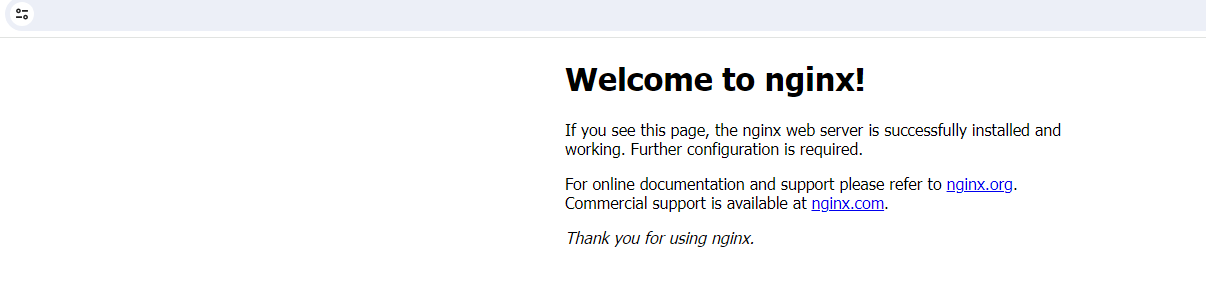 Welcome to nginx!
If you see this page, the nginx web server is successfully installed and
working. Further configuration is required.
For online documentation and support please refer to nginx.org.
Commercial support is available at nginx.com.
Thank you for using nginx.